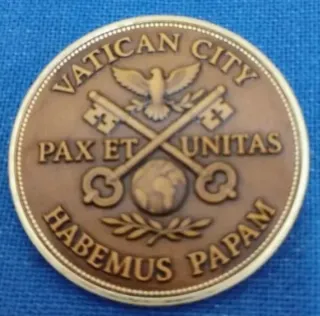 VATICAN CITY
PAX ET UNITAS
HABEMUS PAPAM